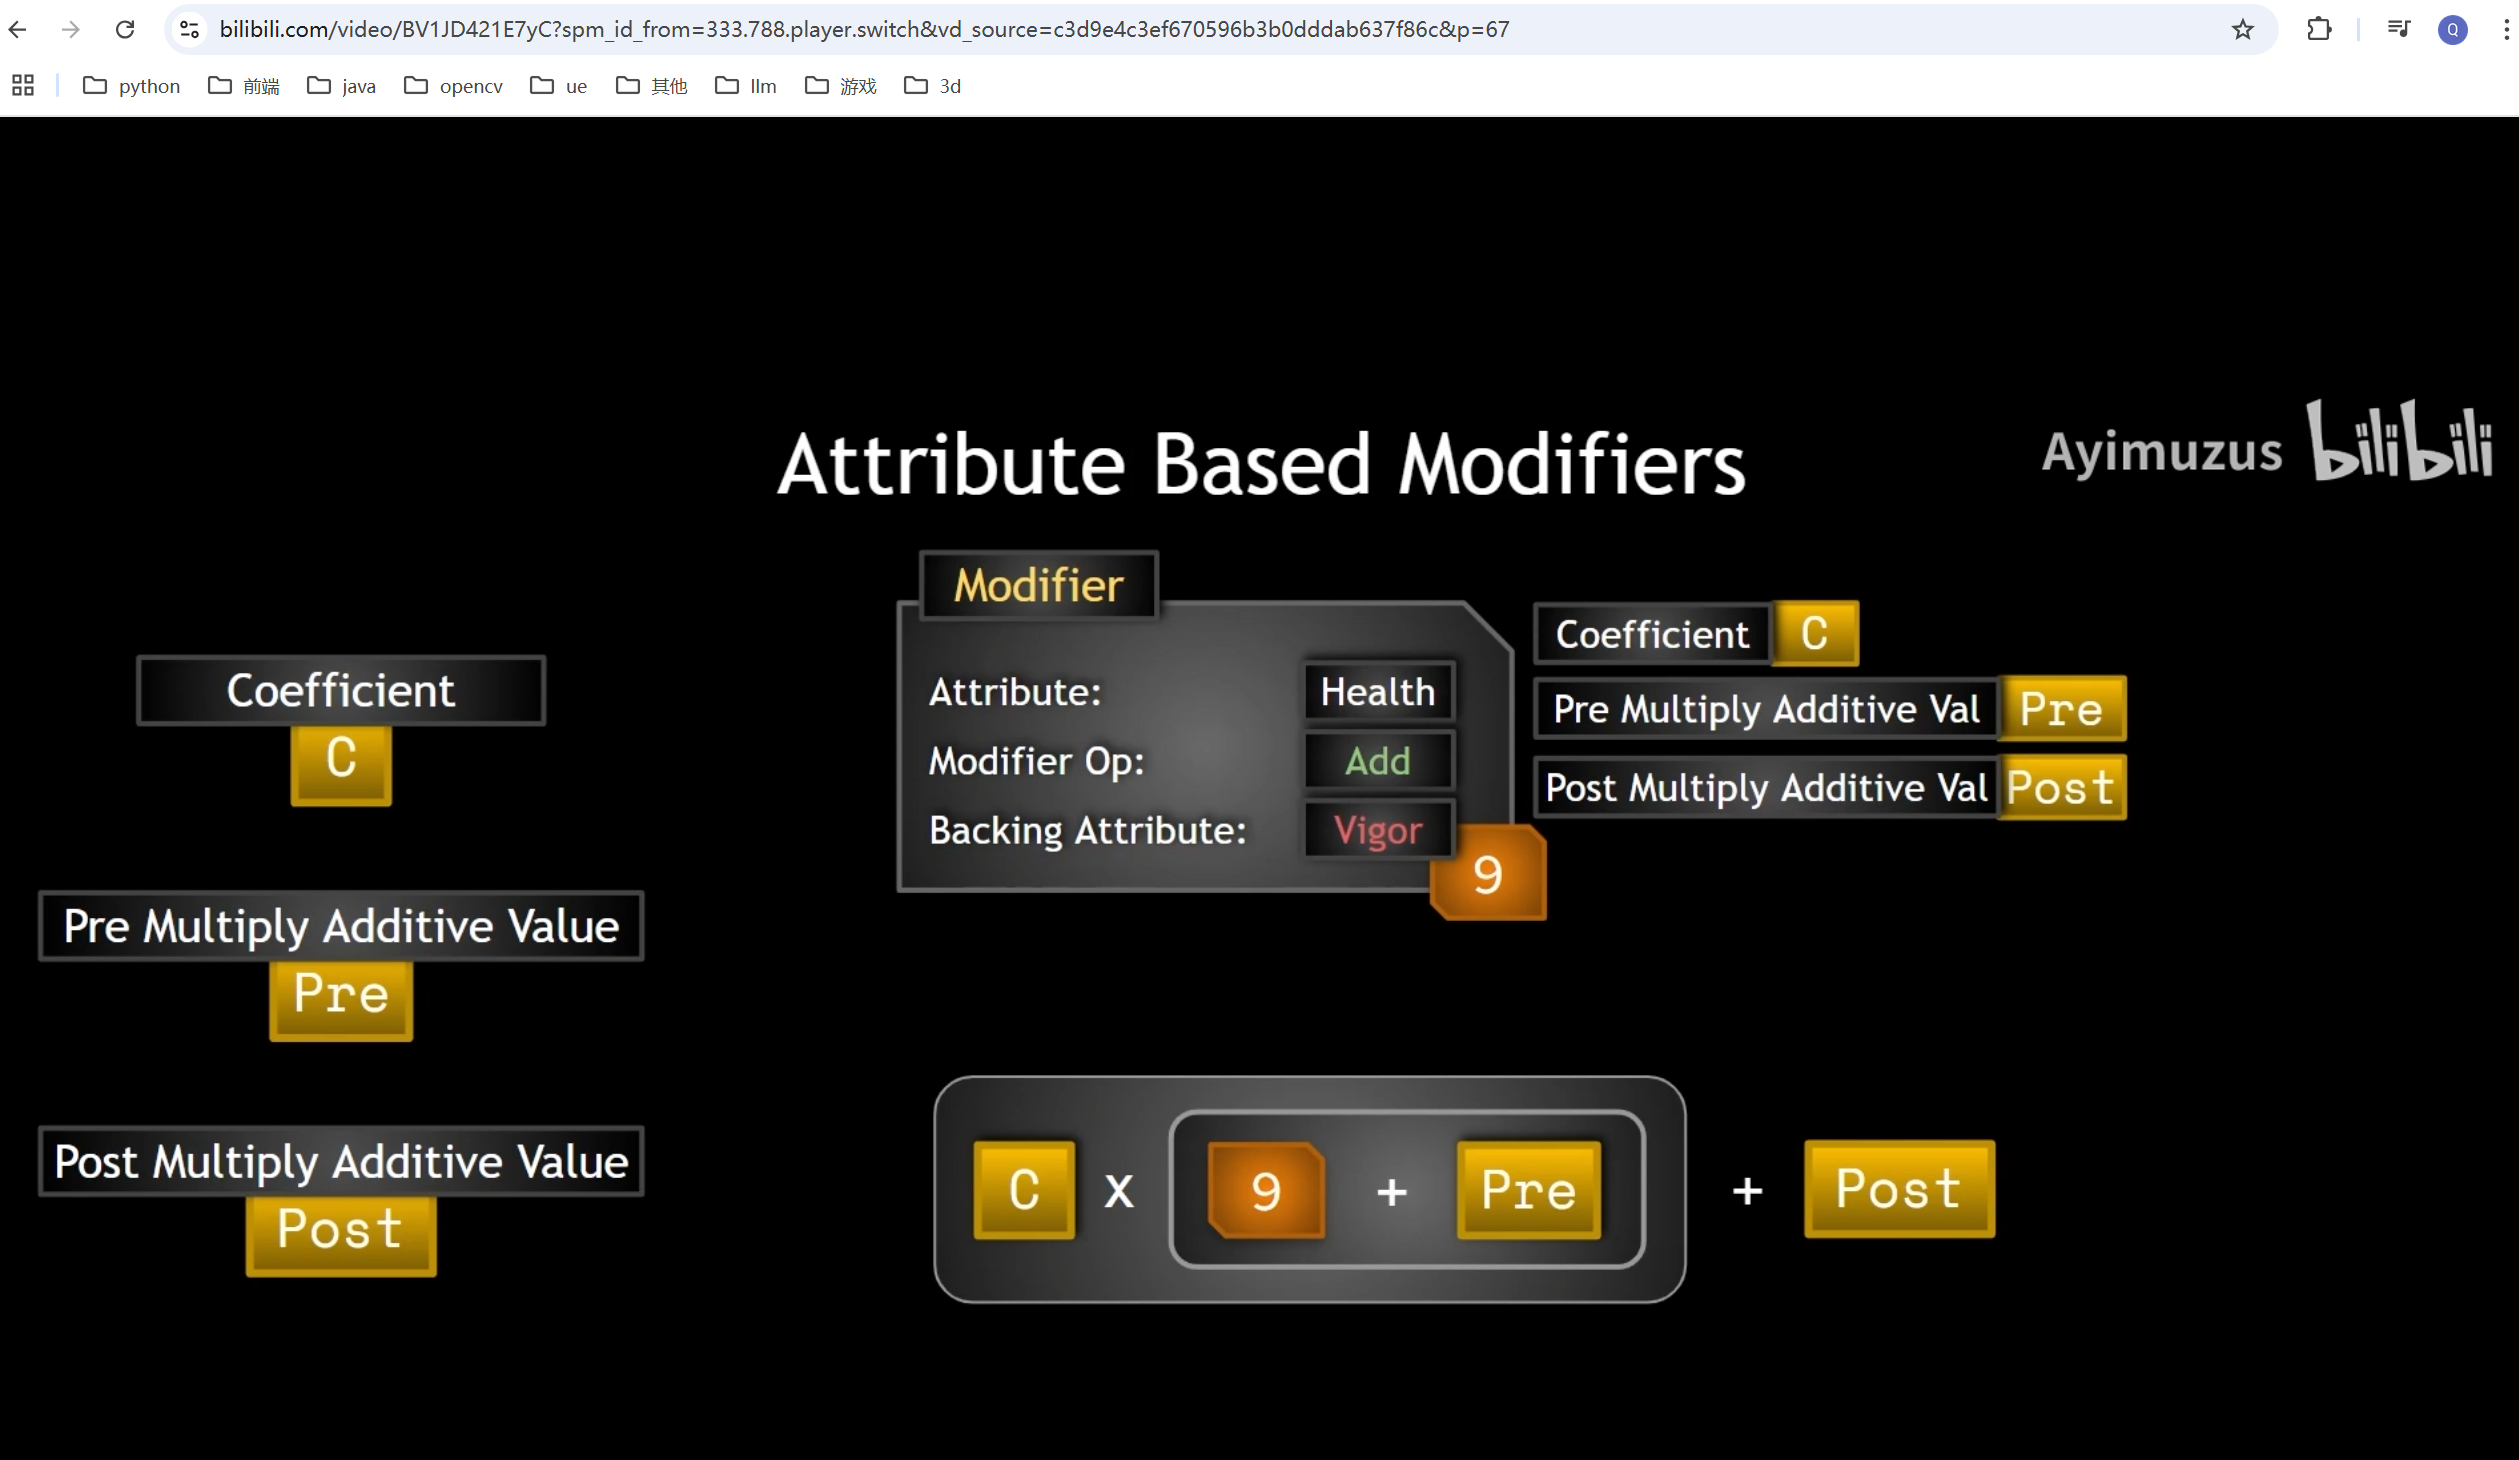 bilibili.com/video/BV1JD421E7yC?spm_id_from=333.788.player.switch&vd_source=c3d9e4c3ef670596b3b0dddab637f86c&p=67
Q
python 前端 java opencv ue 其他 llm 游戏 3d
Attribute Based Modifiers
Ayimuzus bilibili
Modifier
Attribute: Health
Modifier Op: Add
Backing Attribute: Vigor
9
Coefficient C
Pre Multiply Additive Val Pre
Post Multiply Additive Val Post
Coefficient
C
Pre Multiply Additive Value
Pre
Post Multiply Additive Value
Post
C x 9 + Pre + Post